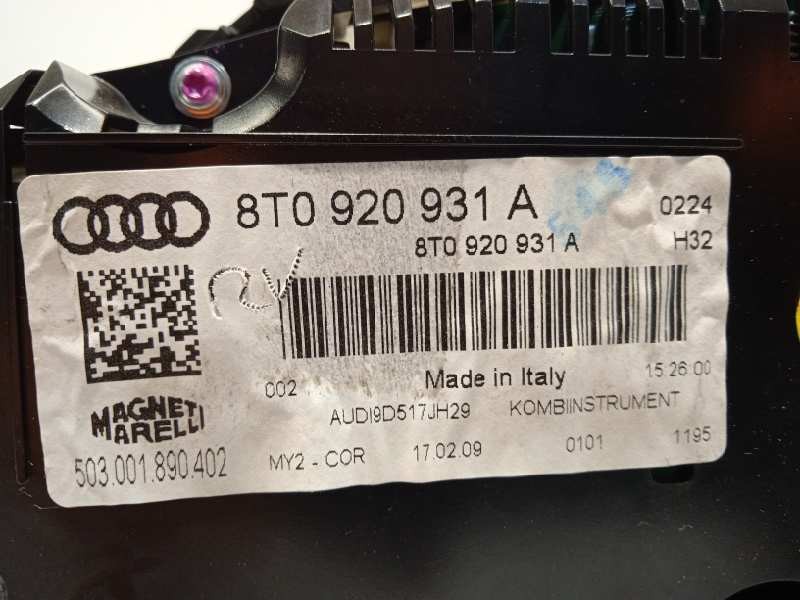 8T0 920 931 A 0224
8T0 920 931 A H32
002 Made in Italy 15:26:00
MAGNETI MARELLI
AUDI9D517JH29 KOMBIINSTRUMENT
503.001.890.402 MY2 - COR 17.02.09 0101 1195